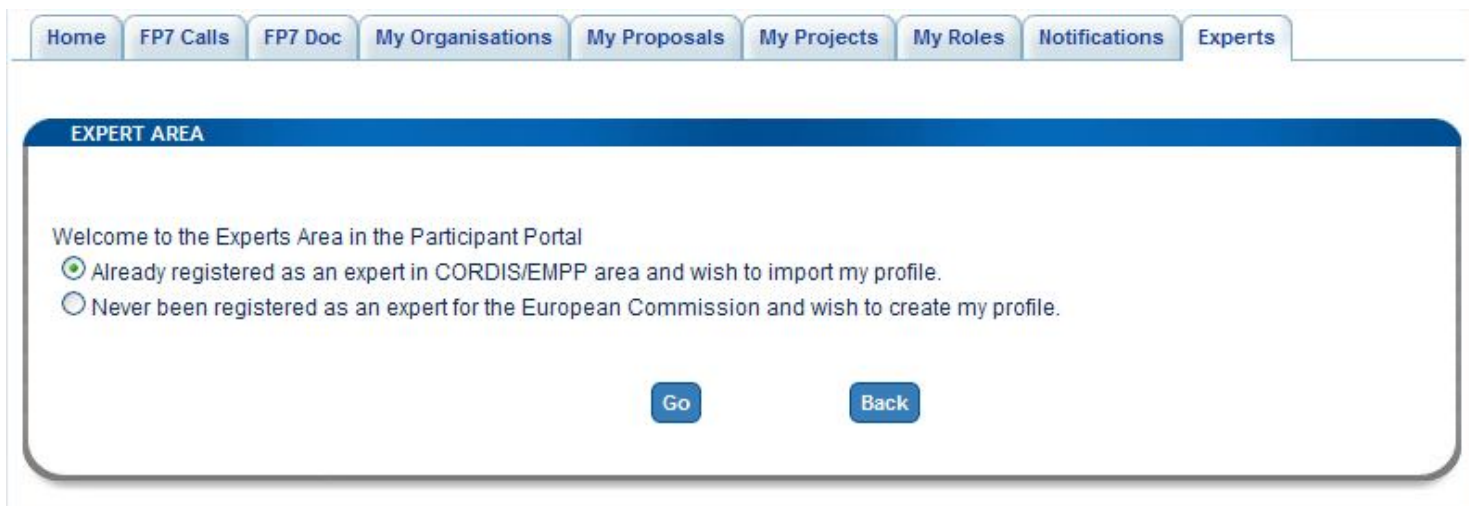 Home FP7 Calls FP7 Doc My Organisations My Proposals My Projects My Roles Notifications Experts
EXPERT AREA
Welcome to the Experts Area in the Participant Portal
Already registered as an expert in CORDIS/EMPP area and wish to import my profile.
Never been registered as an expert for the European Commission and wish to create my profile.
Go Back